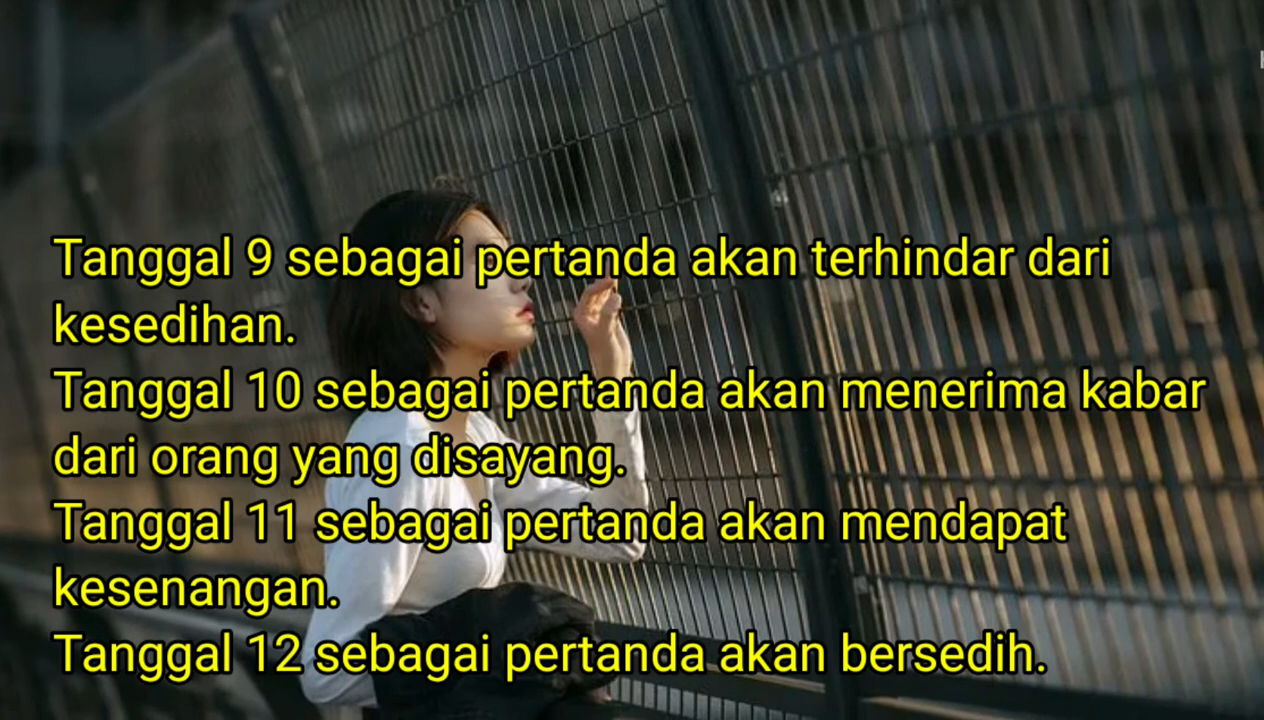 Tanggal 9 sebagai pertanda akan terhindar dari
kesedihan.
Tanggal 10 sebagai pertanda akan menerima kabar
dari orang yang disayang.
Tanggal 11 sebagai pertanda akan mendapat
kesenangan.
Tanggal 12 sebagai pertanda akan bersedih.